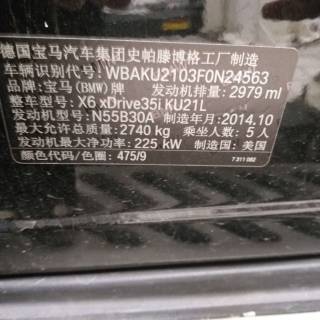 德国宝马汽车集团史帕滕博格工厂制造
车辆识别代号: WBAKU2103F0N24563
品牌: 宝马(BMW)牌 发动机排量: 2979 ml
整车型号: X6 xDrive35i KU21L
发动机型号: N55B30A 制造年月: 2014.10
最大允许总质量: 2740 kg 乘坐人数: 5 人
发动机最大净功率: 225 kW 制造国: 美国
颜色代码/色圈: 475/9 7 311 082